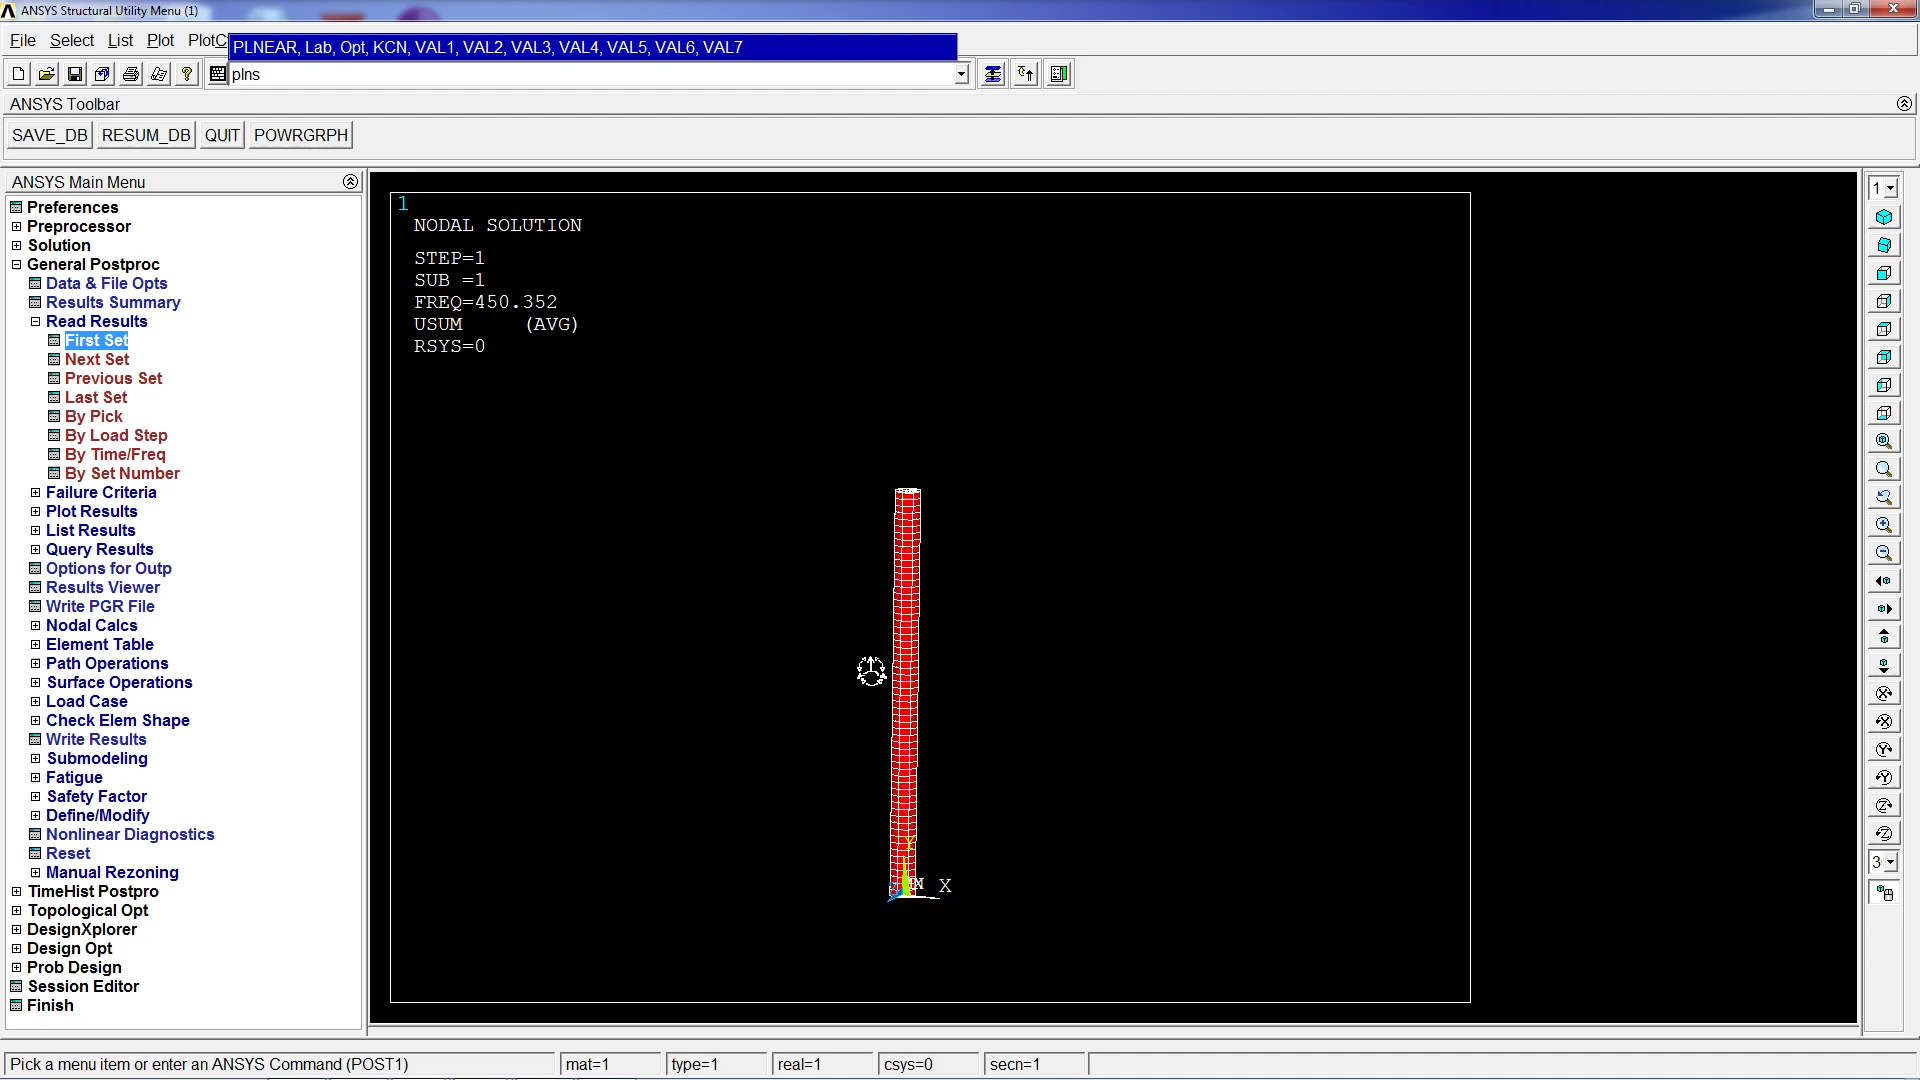 ANSYS Structural Utility Menu (1)
File Select List Plot PlotC
PLNEAR, Lab, Opt, KCN, VAL1, VAL2, VAL3, VAL4, VAL5, VAL6, VAL7
plns
ANSYS Toolbar
SAVE_DB RESUM_DB QUIT POWRGRPH
ANSYS Main Menu
Preferences
Preprocessor
Solution
General Postproc
Data & File Opts
Results Summary
Read Results
First Set
Next Set
Previous Set
Last Set
By Pick
By Load Step
By Time/Freq
By Set Number
Failure Criteria
Plot Results
List Results
Query Results
Options for Outp
Results Viewer
Write PGR File
Nodal Calcs
Element Table
Path Operations
Surface Operations
Load Case
Check Elem Shape
Write Results
Submodeling
Fatigue
Safety Factor
Define/Modify
Nonlinear Diagnostics
Reset
Manual Rezoning
TimeHist Postpro
Topological Opt
DesignXplorer
Design Opt
Prob Design
Session Editor
Finish
1
NODAL SOLUTION
STEP=1
SUB =1
FREQ=450.352
USUM (AVG)
RSYS=0
Y
X
1
3
Pick a menu item or enter an ANSYS Command (POST1)
mat=1
type=1
real=1
csys=0
secn=1